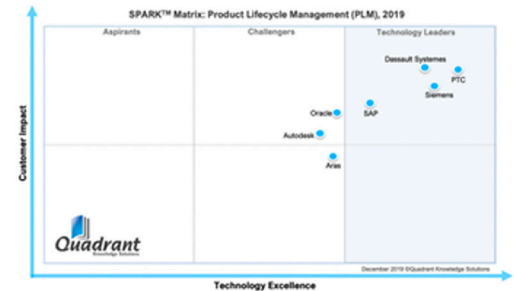 SPARK™ Matrix: Product Lifecycle Management (PLM), 2019
Aspirants
Challengers
Technology Leaders
Dassault Systemes
PTC
Siemens
SAP
Oracle
Autodesk
Aras
Customer Impact
Quadrant
Knowledge Solutions
December 2019 ©Quadrant Knowledge Solutions
Technology Excellence